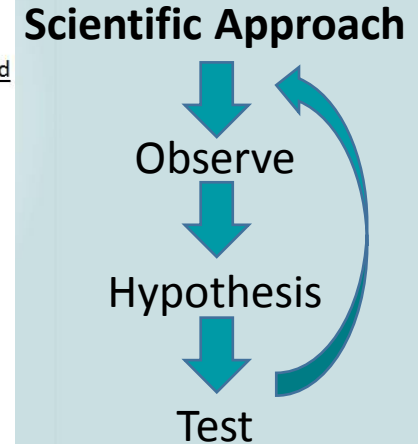 Scientific Approach
d
Observe
Hypothesis
Test